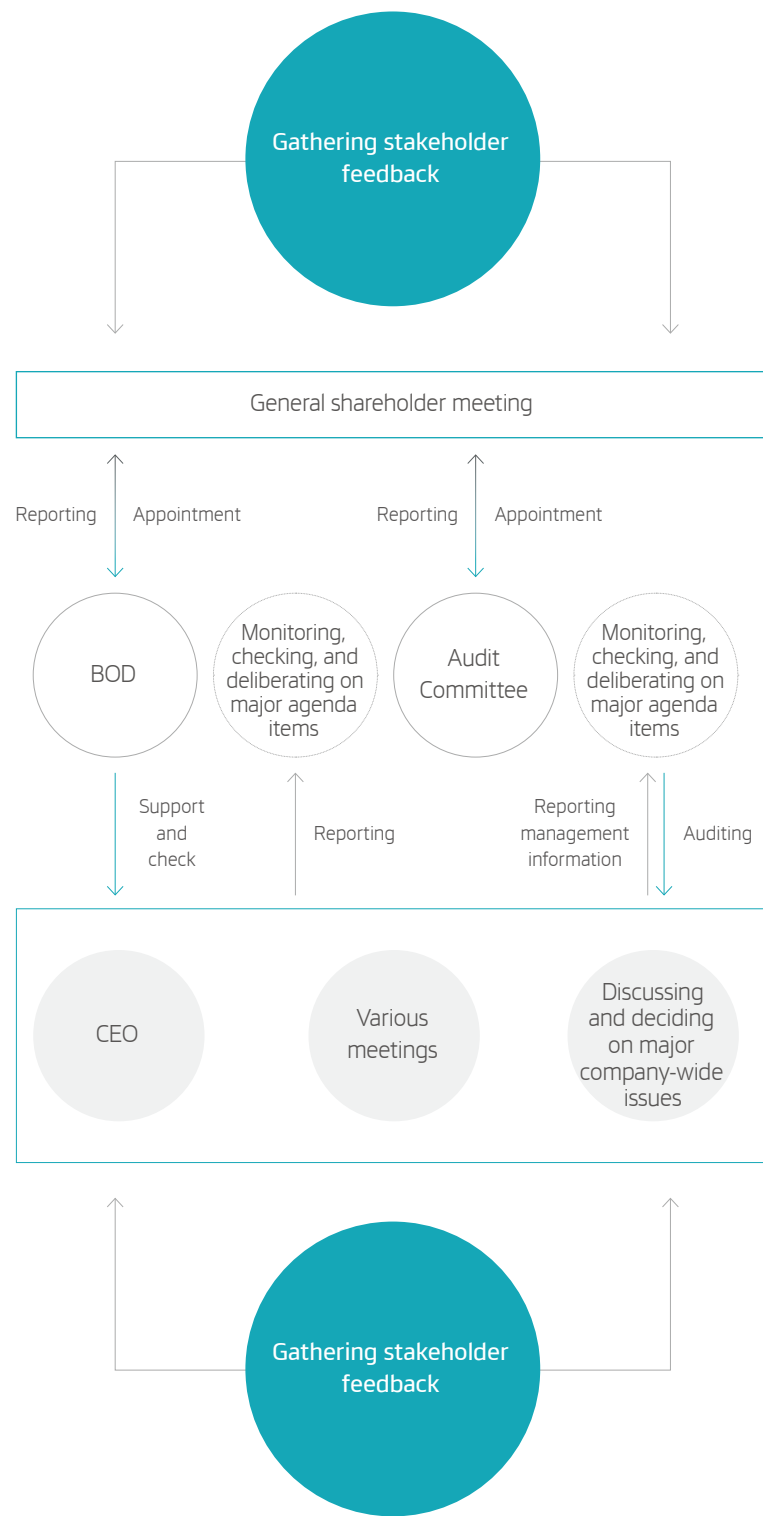 Gathering stakeholder
feedback
General shareholder meeting
Reporting
Appointment
Reporting
Appointment
BOD
Monitoring,
checking, and
deliberating on
major agenda
items
Audit
Committee
Monitoring,
checking, and
deliberating on
major agenda
items
Support
and
check
Reporting
Reporting
management
information
Auditing
CEO
Various
meetings
Discussing
and deciding
on major
company-wide
issues
Gathering stakeholder
feedback